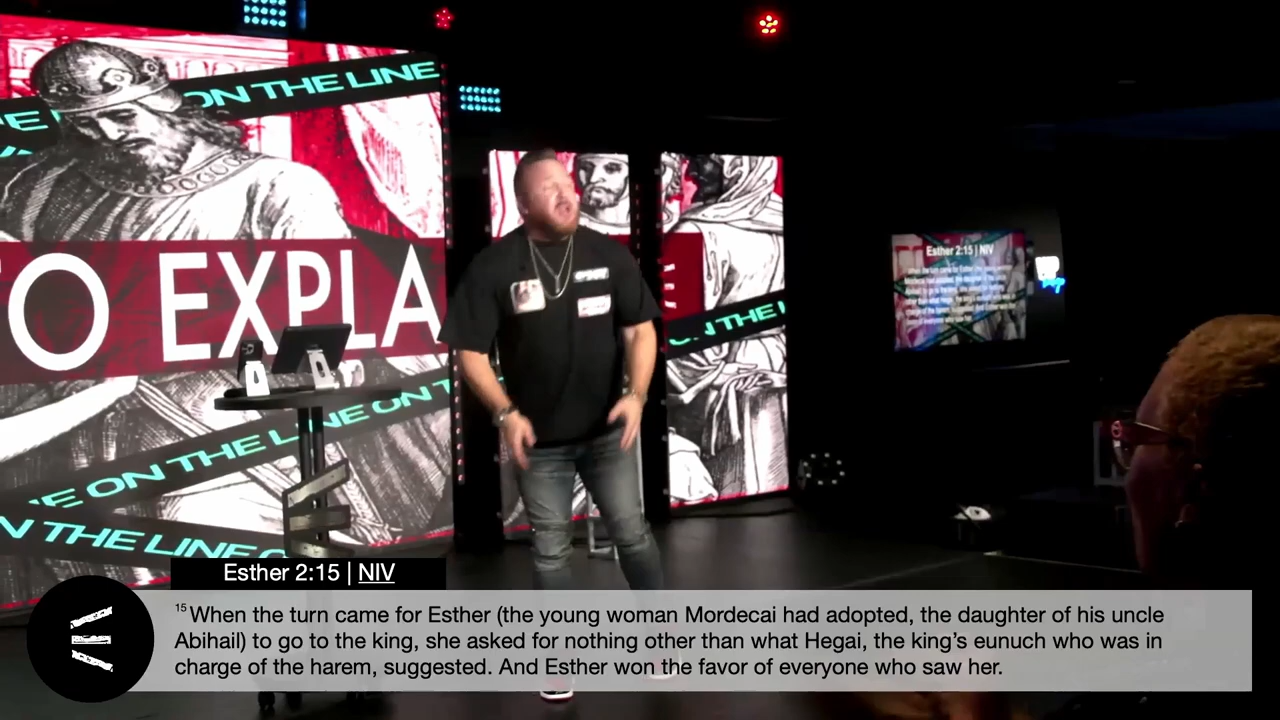 ON THE LINE
O EXPLA
N THE L
LINE ON T
NE ON THE LINE
N THE LINE O
Esther 2:15 | NIV
Esther 2:15 | NIV
15 When the turn came for Esther (the young woman Mordecai had adopted, the daughter of his uncle
Abihail) to go to the king, she asked for nothing other than what Hegai, the king’s eunuch who was in
charge of the harem, suggested. And Esther won the favor of everyone who saw her.